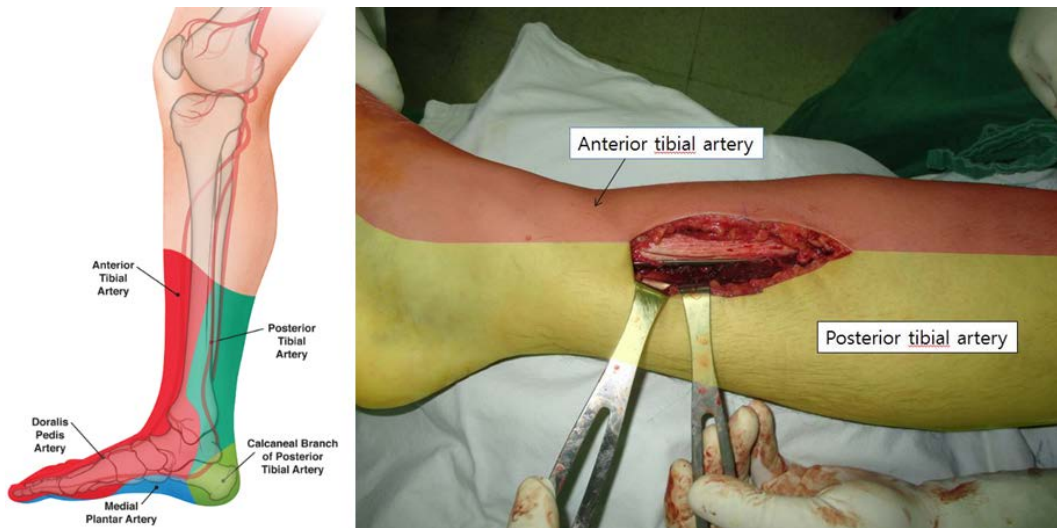 Anterior
Tibial
Artery
Posterior
Tibial
Artery
Doralis
Pedis
Artery
Calcaneal Branch
of Posterior
Tibial Artery
Medial
Plantar Artery
Anterior tibial artery
Posterior tibial artery